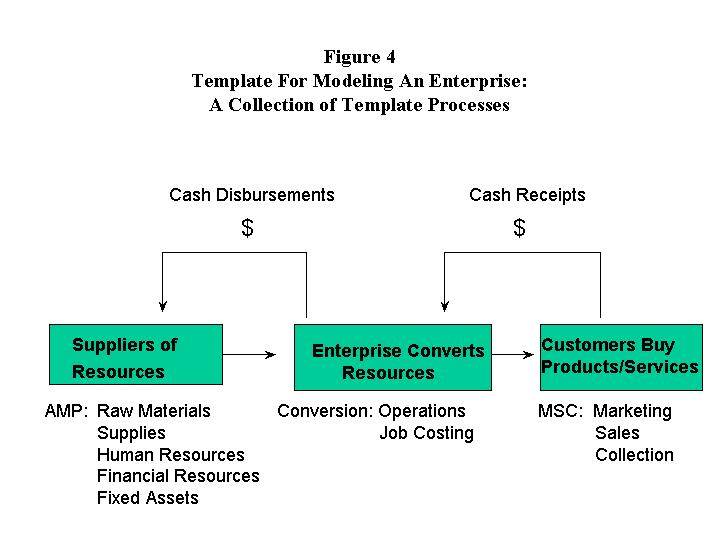 Figure 4
Template For Modeling An Enterprise:
A Collection of Template Processes
Cash Disbursements
$
Cash Receipts
$
Suppliers of
Resources
Enterprise Converts
Resources
Customers Buy
Products/Services
AMP: Raw Materials
Supplies
Human Resources
Financial Resources
Fixed Assets
Conversion: Operations
Job Costing
MSC: Marketing
Sales
Collection